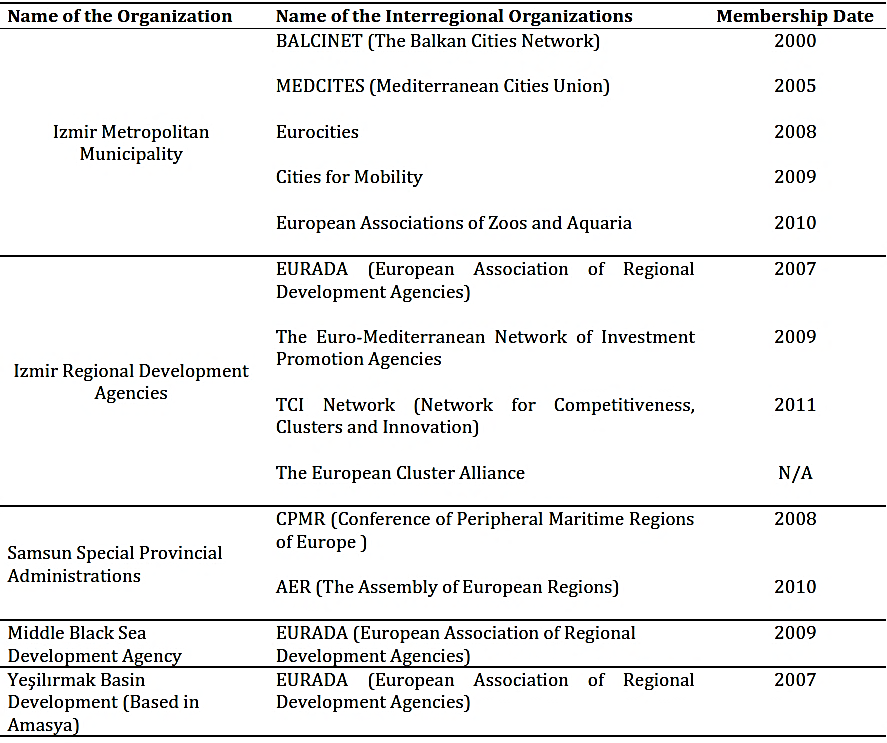 Name of the Organization Name of the Interregional Organizations Membership Date
BALCINET (The Balkan Cities Network) 2000
MEDCITES (Mediterranean Cities Union) 2005
Izmir Metropolitan Municipality
Eurocities 2008
Cities for Mobility 2009
European Associations of Zoos and Aquaria 2010
EURADA (European Association of Regional
Development Agencies) 2007
The Euro-Mediterranean Network of Investment
Promotion Agencies 2009
Izmir Regional Development
Agencies
TCI Network (Network for Competitiveness,
Clusters and Innovation) 2011
The European Cluster Alliance N/A
CPMR (Conference of Peripheral Maritime Regions
of Europe ) 2008
Samsun Special Provincial
Administrations
AER (The Assembly of European Regions) 2010
Middle Black Sea
Development Agency
EURADA (European Association of Regional
Development Agencies) 2009
Yeşilırmak Basin
Development (Based in
Amasya)
EURADA (European Association of Regional
Development Agencies) 2007